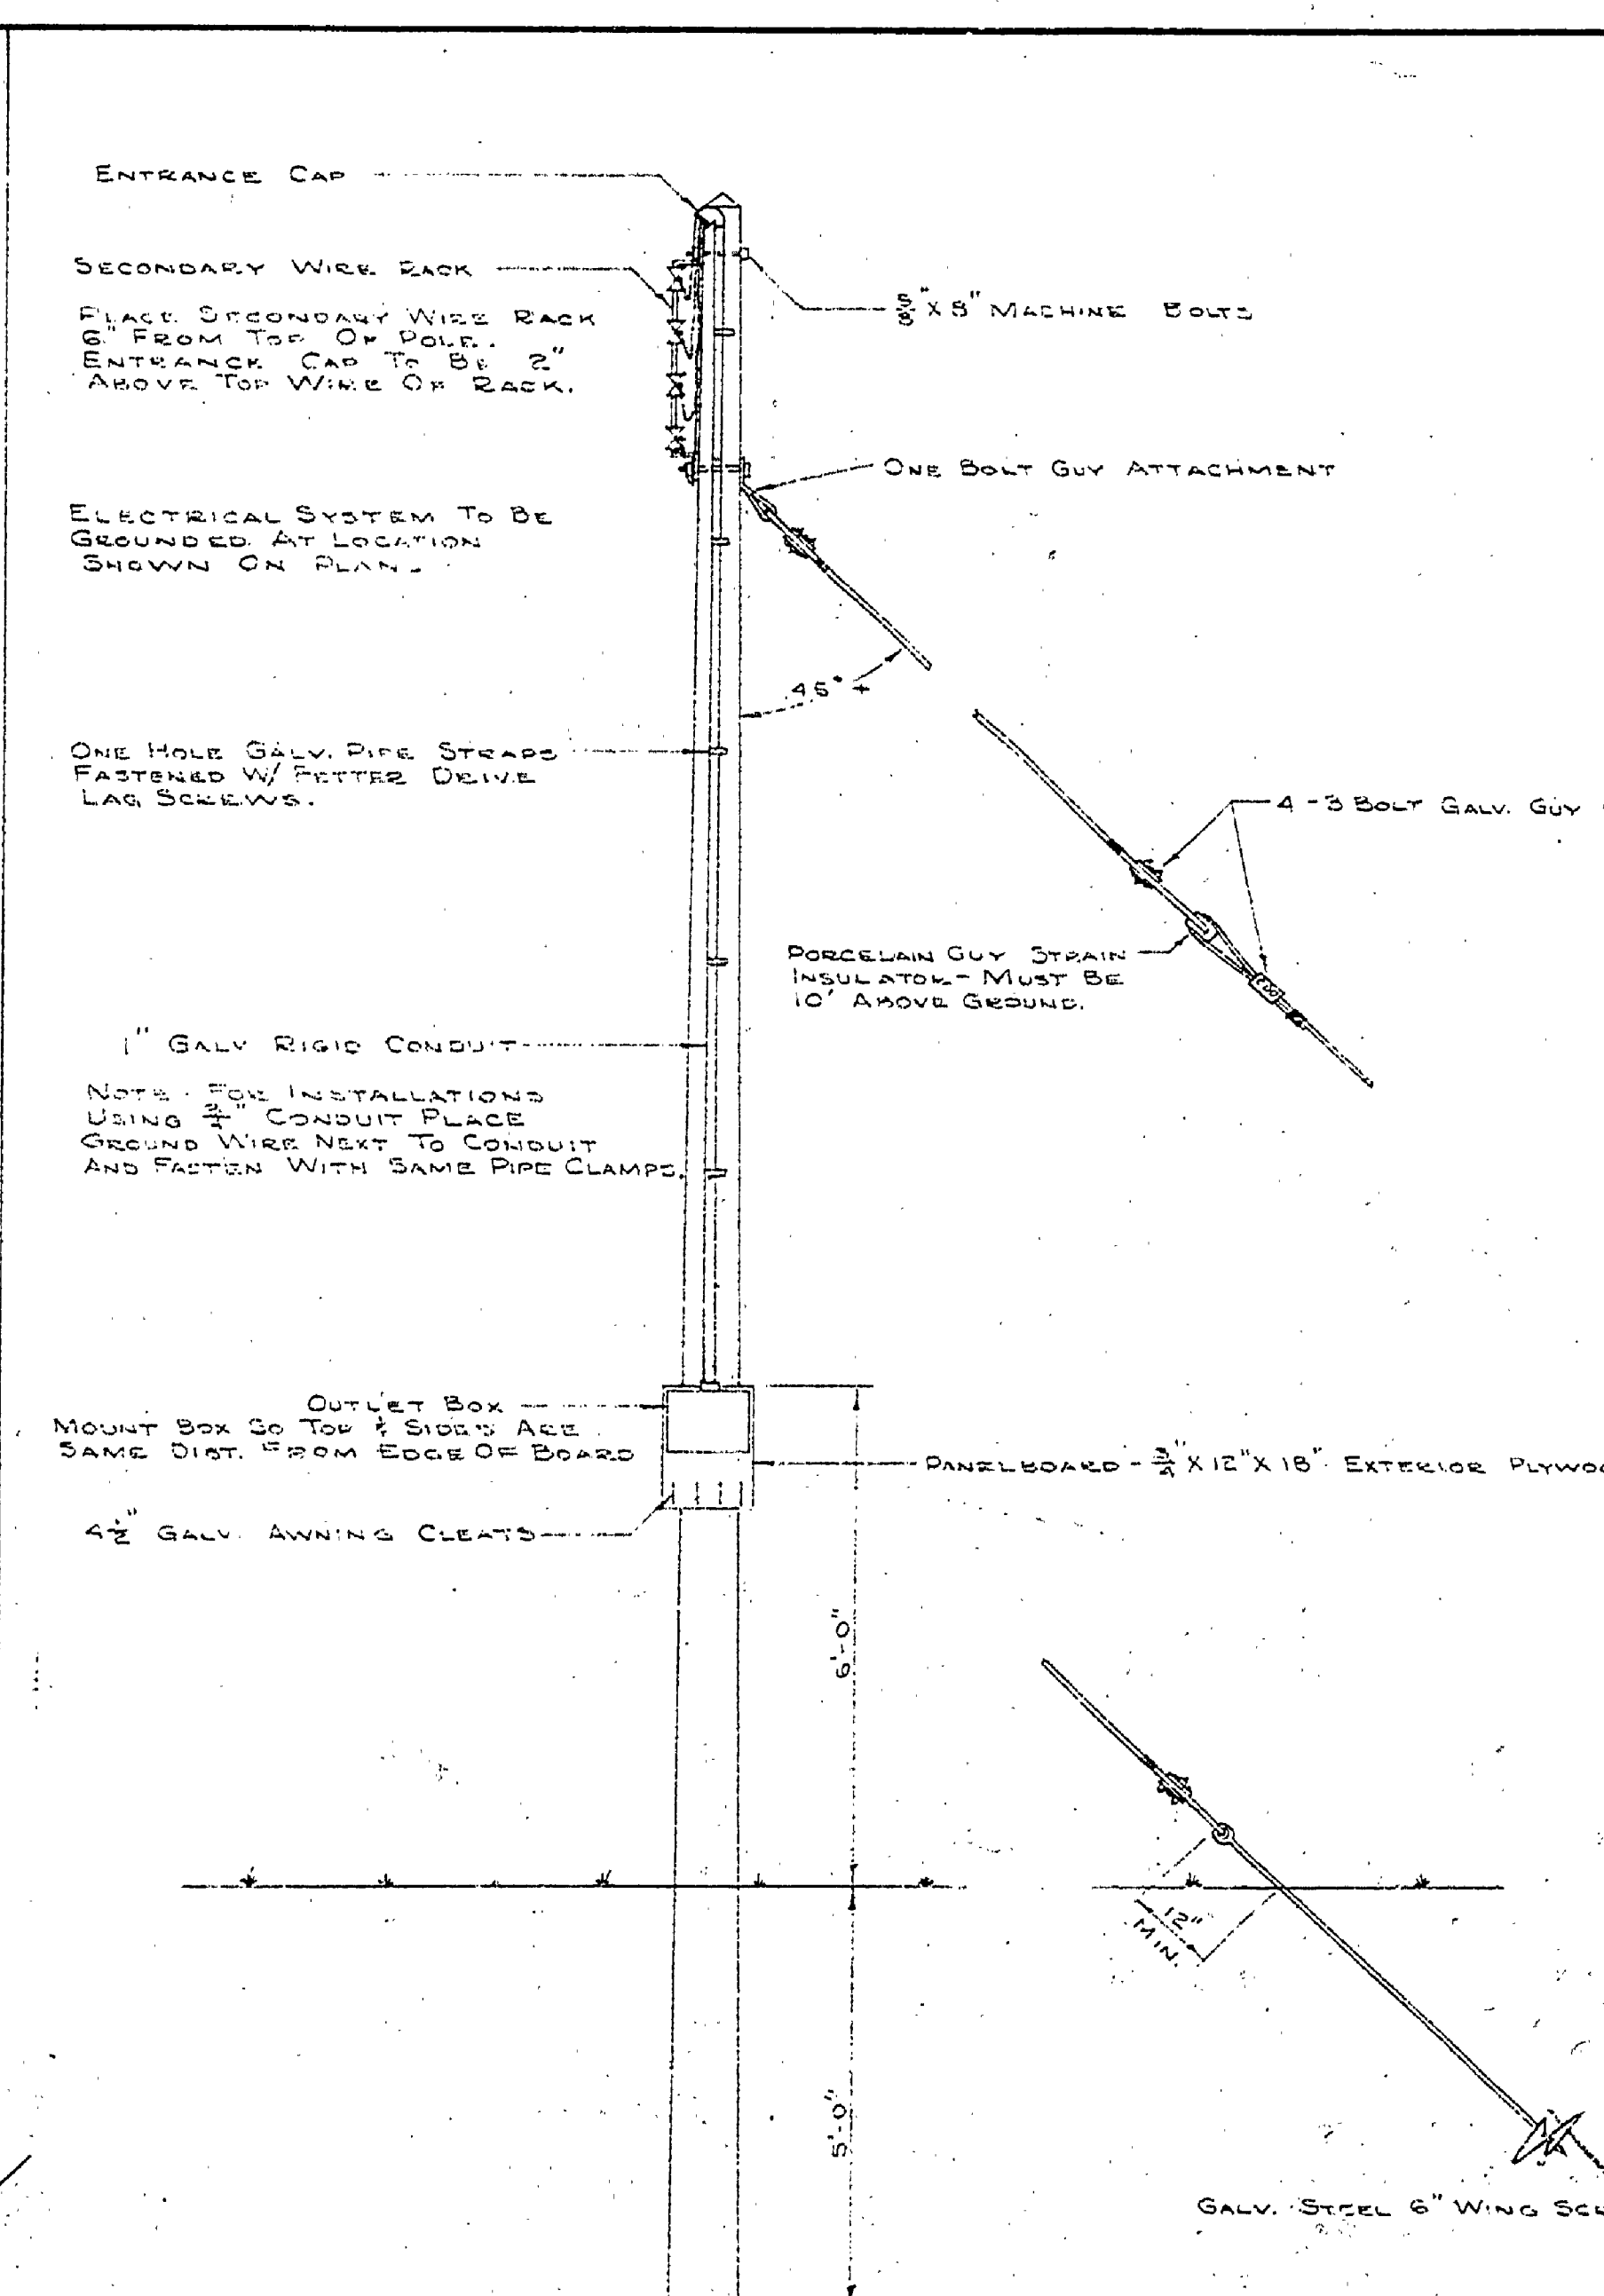 ENTRANCE CAP
SECONDARY WIRE RACK
PLACE SECONDARY WIRE RACK
6" FROM TOP OF POLE.
ENTRANCE CAP TO BE 2"
ABOVE TOP WIRE OF RACK.
5/8" X 8" MACHINE BOLTS
ONE BOLT GUY ATTACHMENT
ELECTRICAL SYSTEM TO BE
GROUNDED AT LOCATION
SHOWN ON PLAN.
45° ±
ONE HOLE GALV. PIPE STRAPS
FASTENED W/ FETTER DRIVE
LAG SCREWS.
4 - 3 BOLT GALV. GUY
PORCELAIN GUY STRAIN
INSULATOR - MUST BE
10' ABOVE GROUND.
1" GALV RIGID CONDUIT
NOTE: FOR INSTALLATIONS
USING 3/4" CONDUIT PLACE
GROUND WIRE NEXT TO CONDUIT
AND FASTEN WITH SAME PIPE CLAMPS.
OUTLET BOX
MOUNT BOX SO TOP & SIDES ARE
SAME DIST. FROM EDGE OF BOARD
PANELBOARD - 3/4" X 12" X 18" EXTERIOR PLYWOO
4 1/2" GALV. AWNING CLEATS
6'-0"
12"
MIN.
5'-0"
GALV. STEEL 6" WING